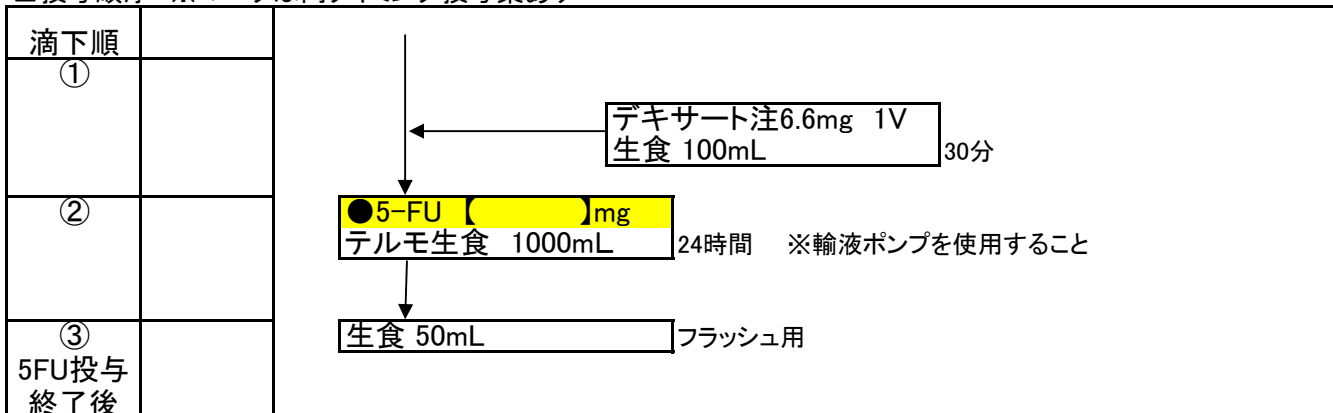 滴下順
①
デキサート注6.6mg 1V
生食 100mL
30分
②
●5-FU 【 】mg
テルモ生食 1000mL
24時間 ※輸液ポンプを使用すること
③
生食 50mL
フラッシュ用
5FU投与
終了後